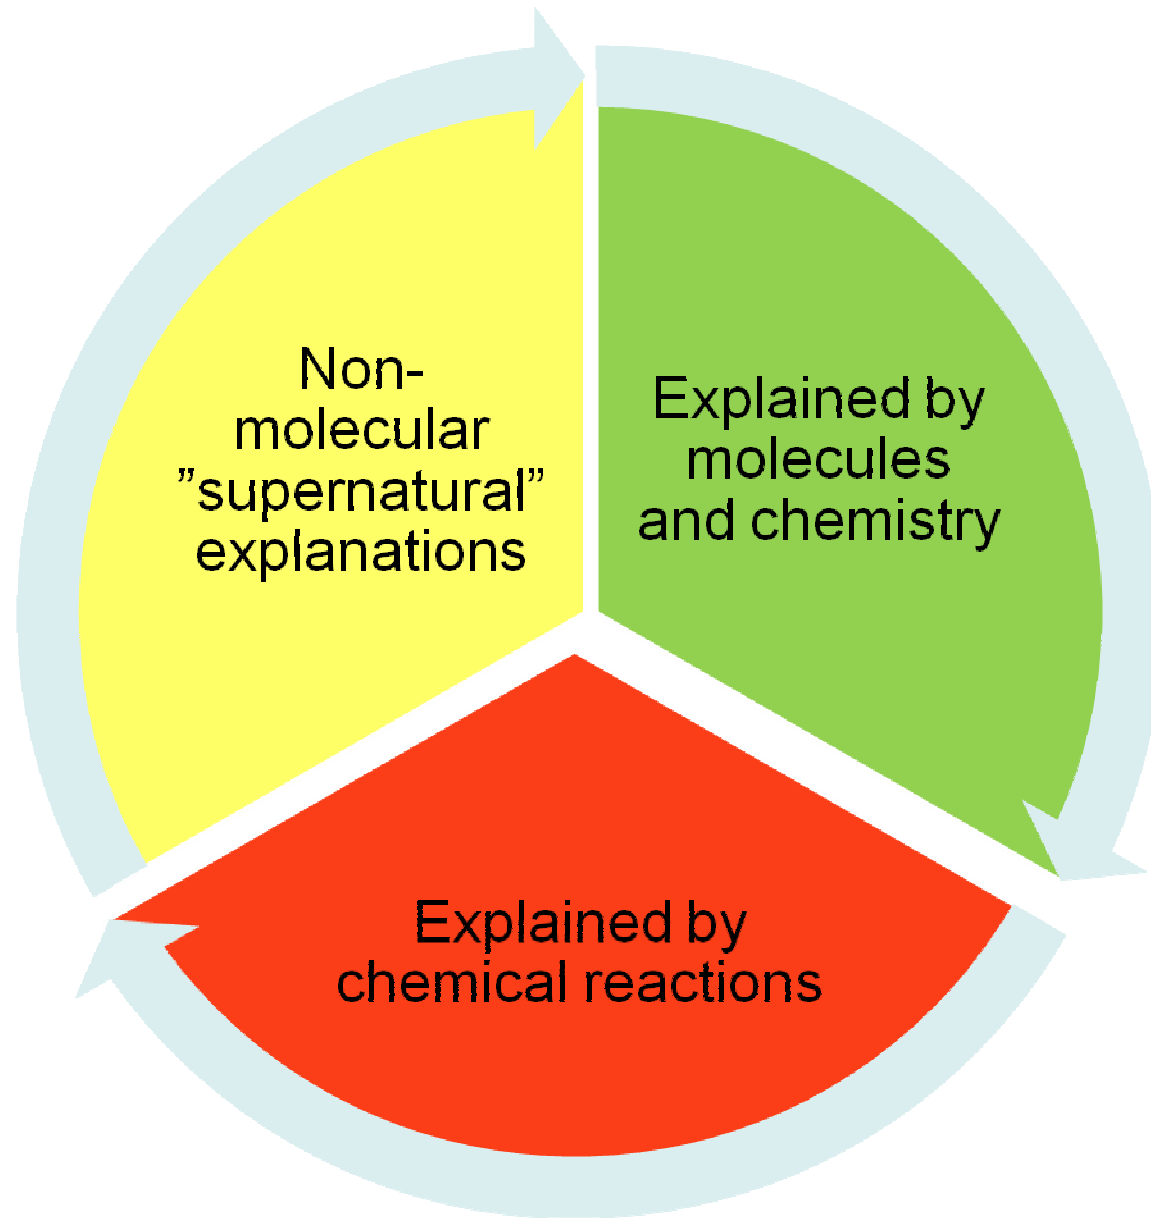 Non-
molecular
”supernatural”
explanations
Explained by
molecules
and chemistry
Explained by
chemical reactions